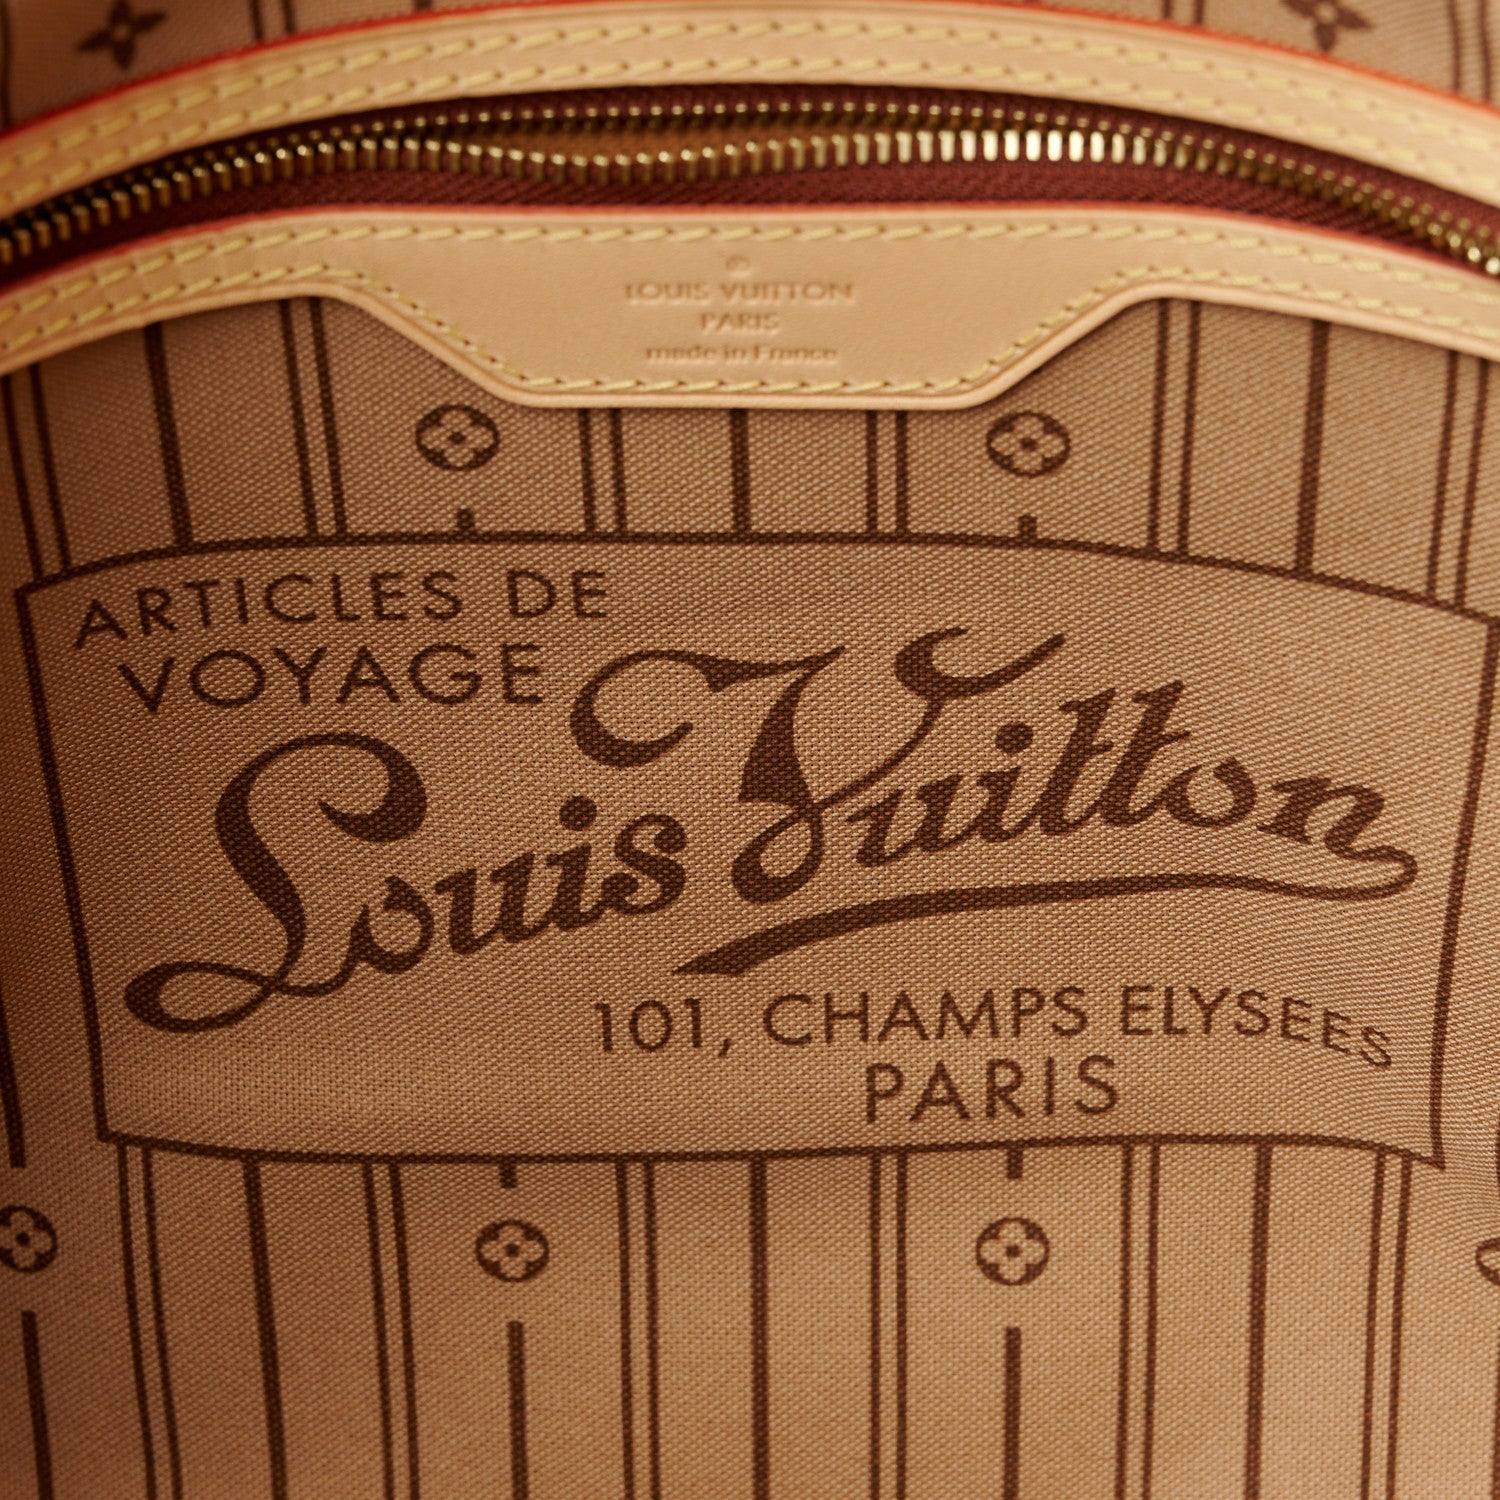 LOUIS VUITTON
PARIS
made in France
ARTICLES DE
VOYAGE
Louis Vuitton
101, CHAMPS ELYSEES
PARIS